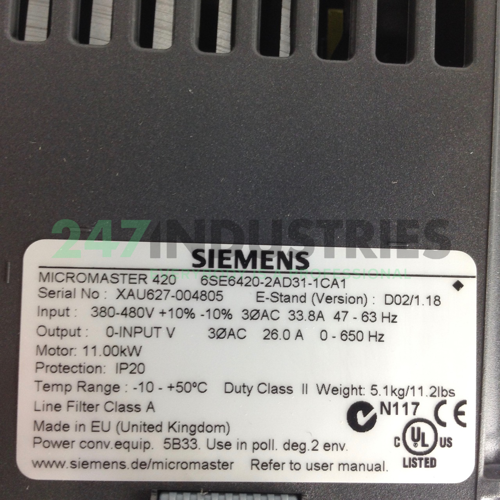 247INDUSTRIES
SIEMENS
MICROMASTER 420 6SE6420-2AD31-1CA1
Serial No : XAU627-004805 E-Stand (Version) : D02/1.18
Input : 380-480V +10% -10% 3ØAC 33.8A 47 - 63 Hz
Output : 0-INPUT V 3ØAC 26.0 A 0 - 650 Hz
Motor: 11.00kW
Protection: IP20
Temp Range : -10 - +50°C Duty Class II Weight: 5.1kg/11.2lbs
Line Filter Class A
N117 CE
Made in EU (United Kingdom)
C UL US
Power conv.equip. 5B33. Use in poll. deg.2 env.
LISTED
www.siemens.de/micromaster Refer to user manual.